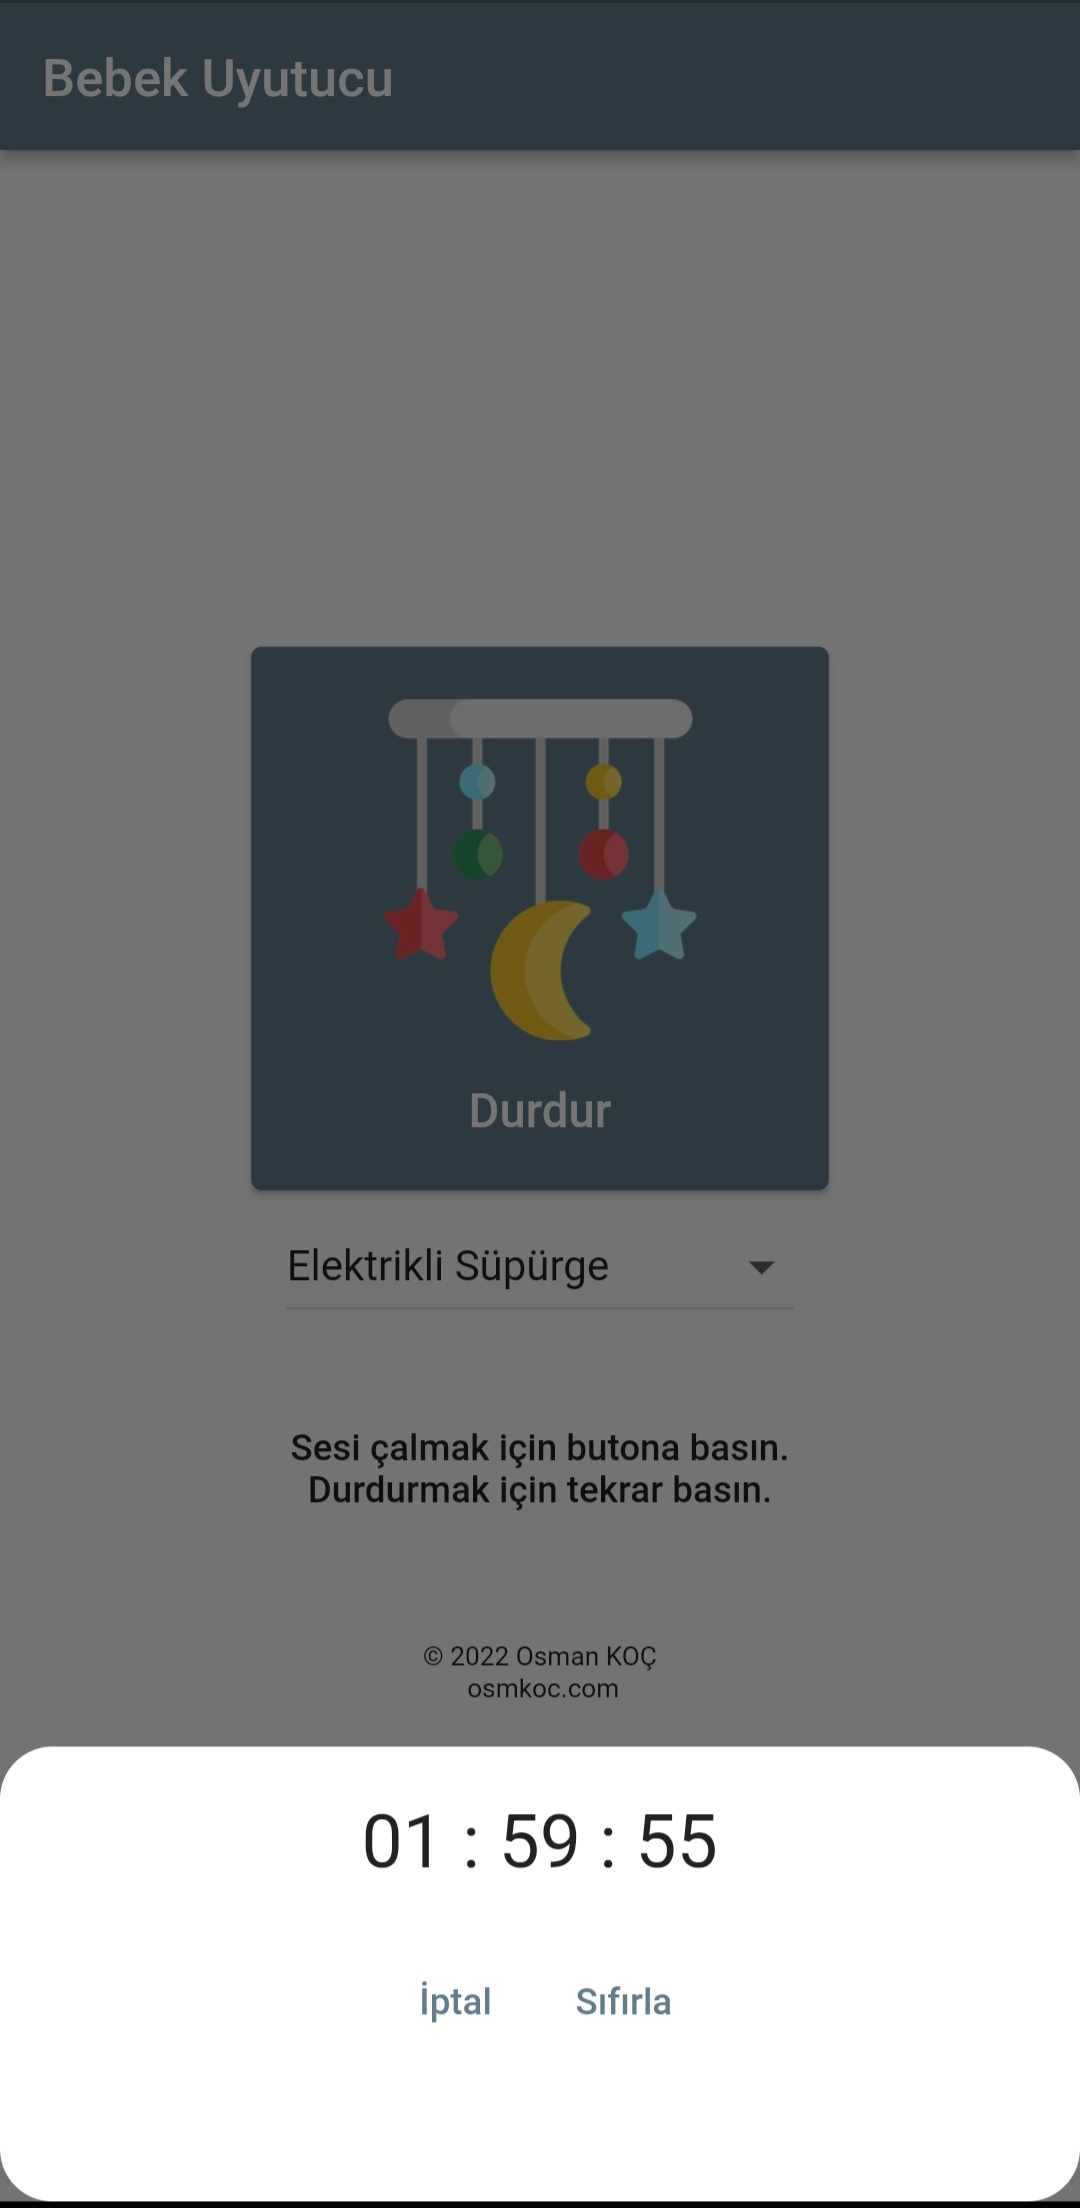 Bebek Uyutucu
Durdur
Elektrikli Süpürge
Sesi çalmak için butona basın.
Durdurmak için tekrar basın.
© 2022 Osman KOÇ
osmkoc.com
01 : 59 : 55
İptal Sıfırla